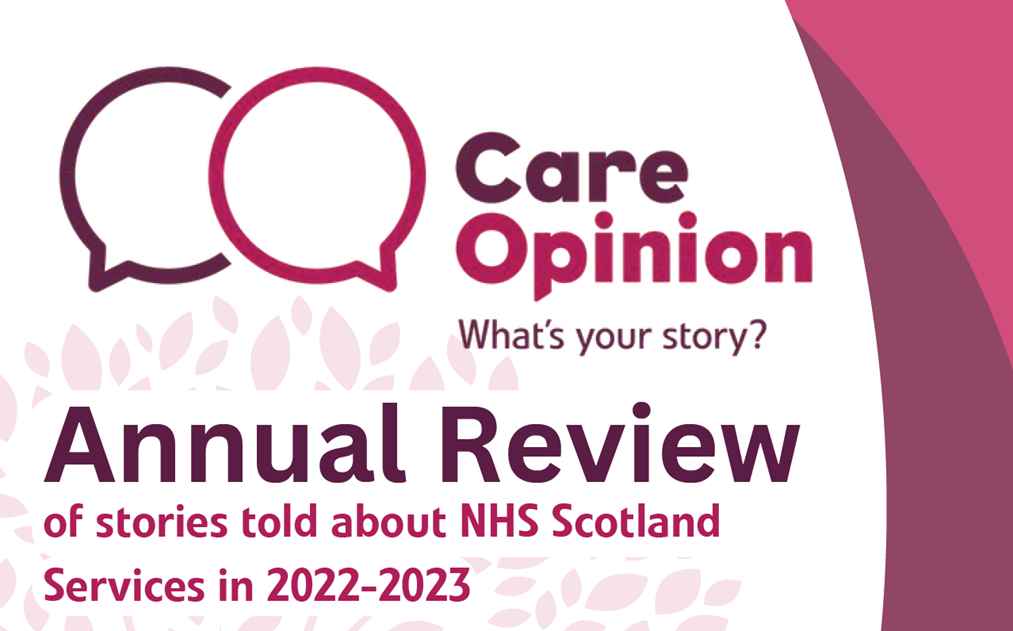 Care
Opinion
What's your story?
Annual Review
of stories told about NHS Scotland
Services in 2022-2023